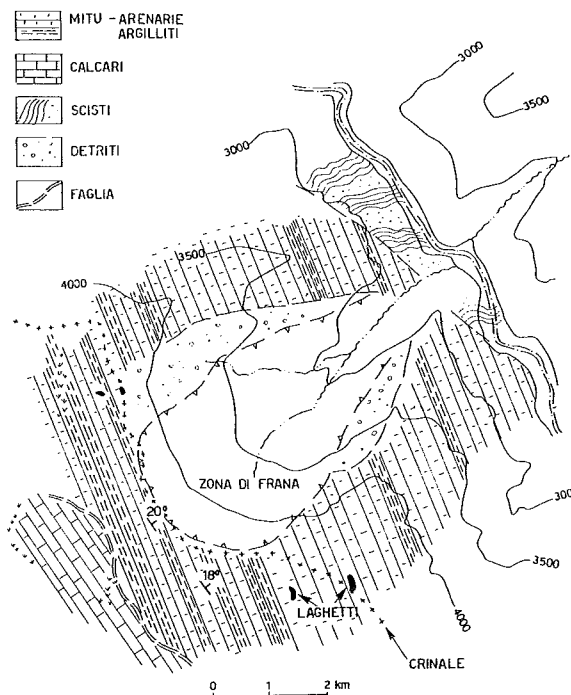 MITU - ARENARIE
ARGILLITI
CALCARI
SCISTI
DETRITI
FAGLIA
3000
3500
3000
3500
4000
ZONA DI FRANA
20°
18°
300
3500
4000
LAGHETTI
CRINALE
0 1 2 km